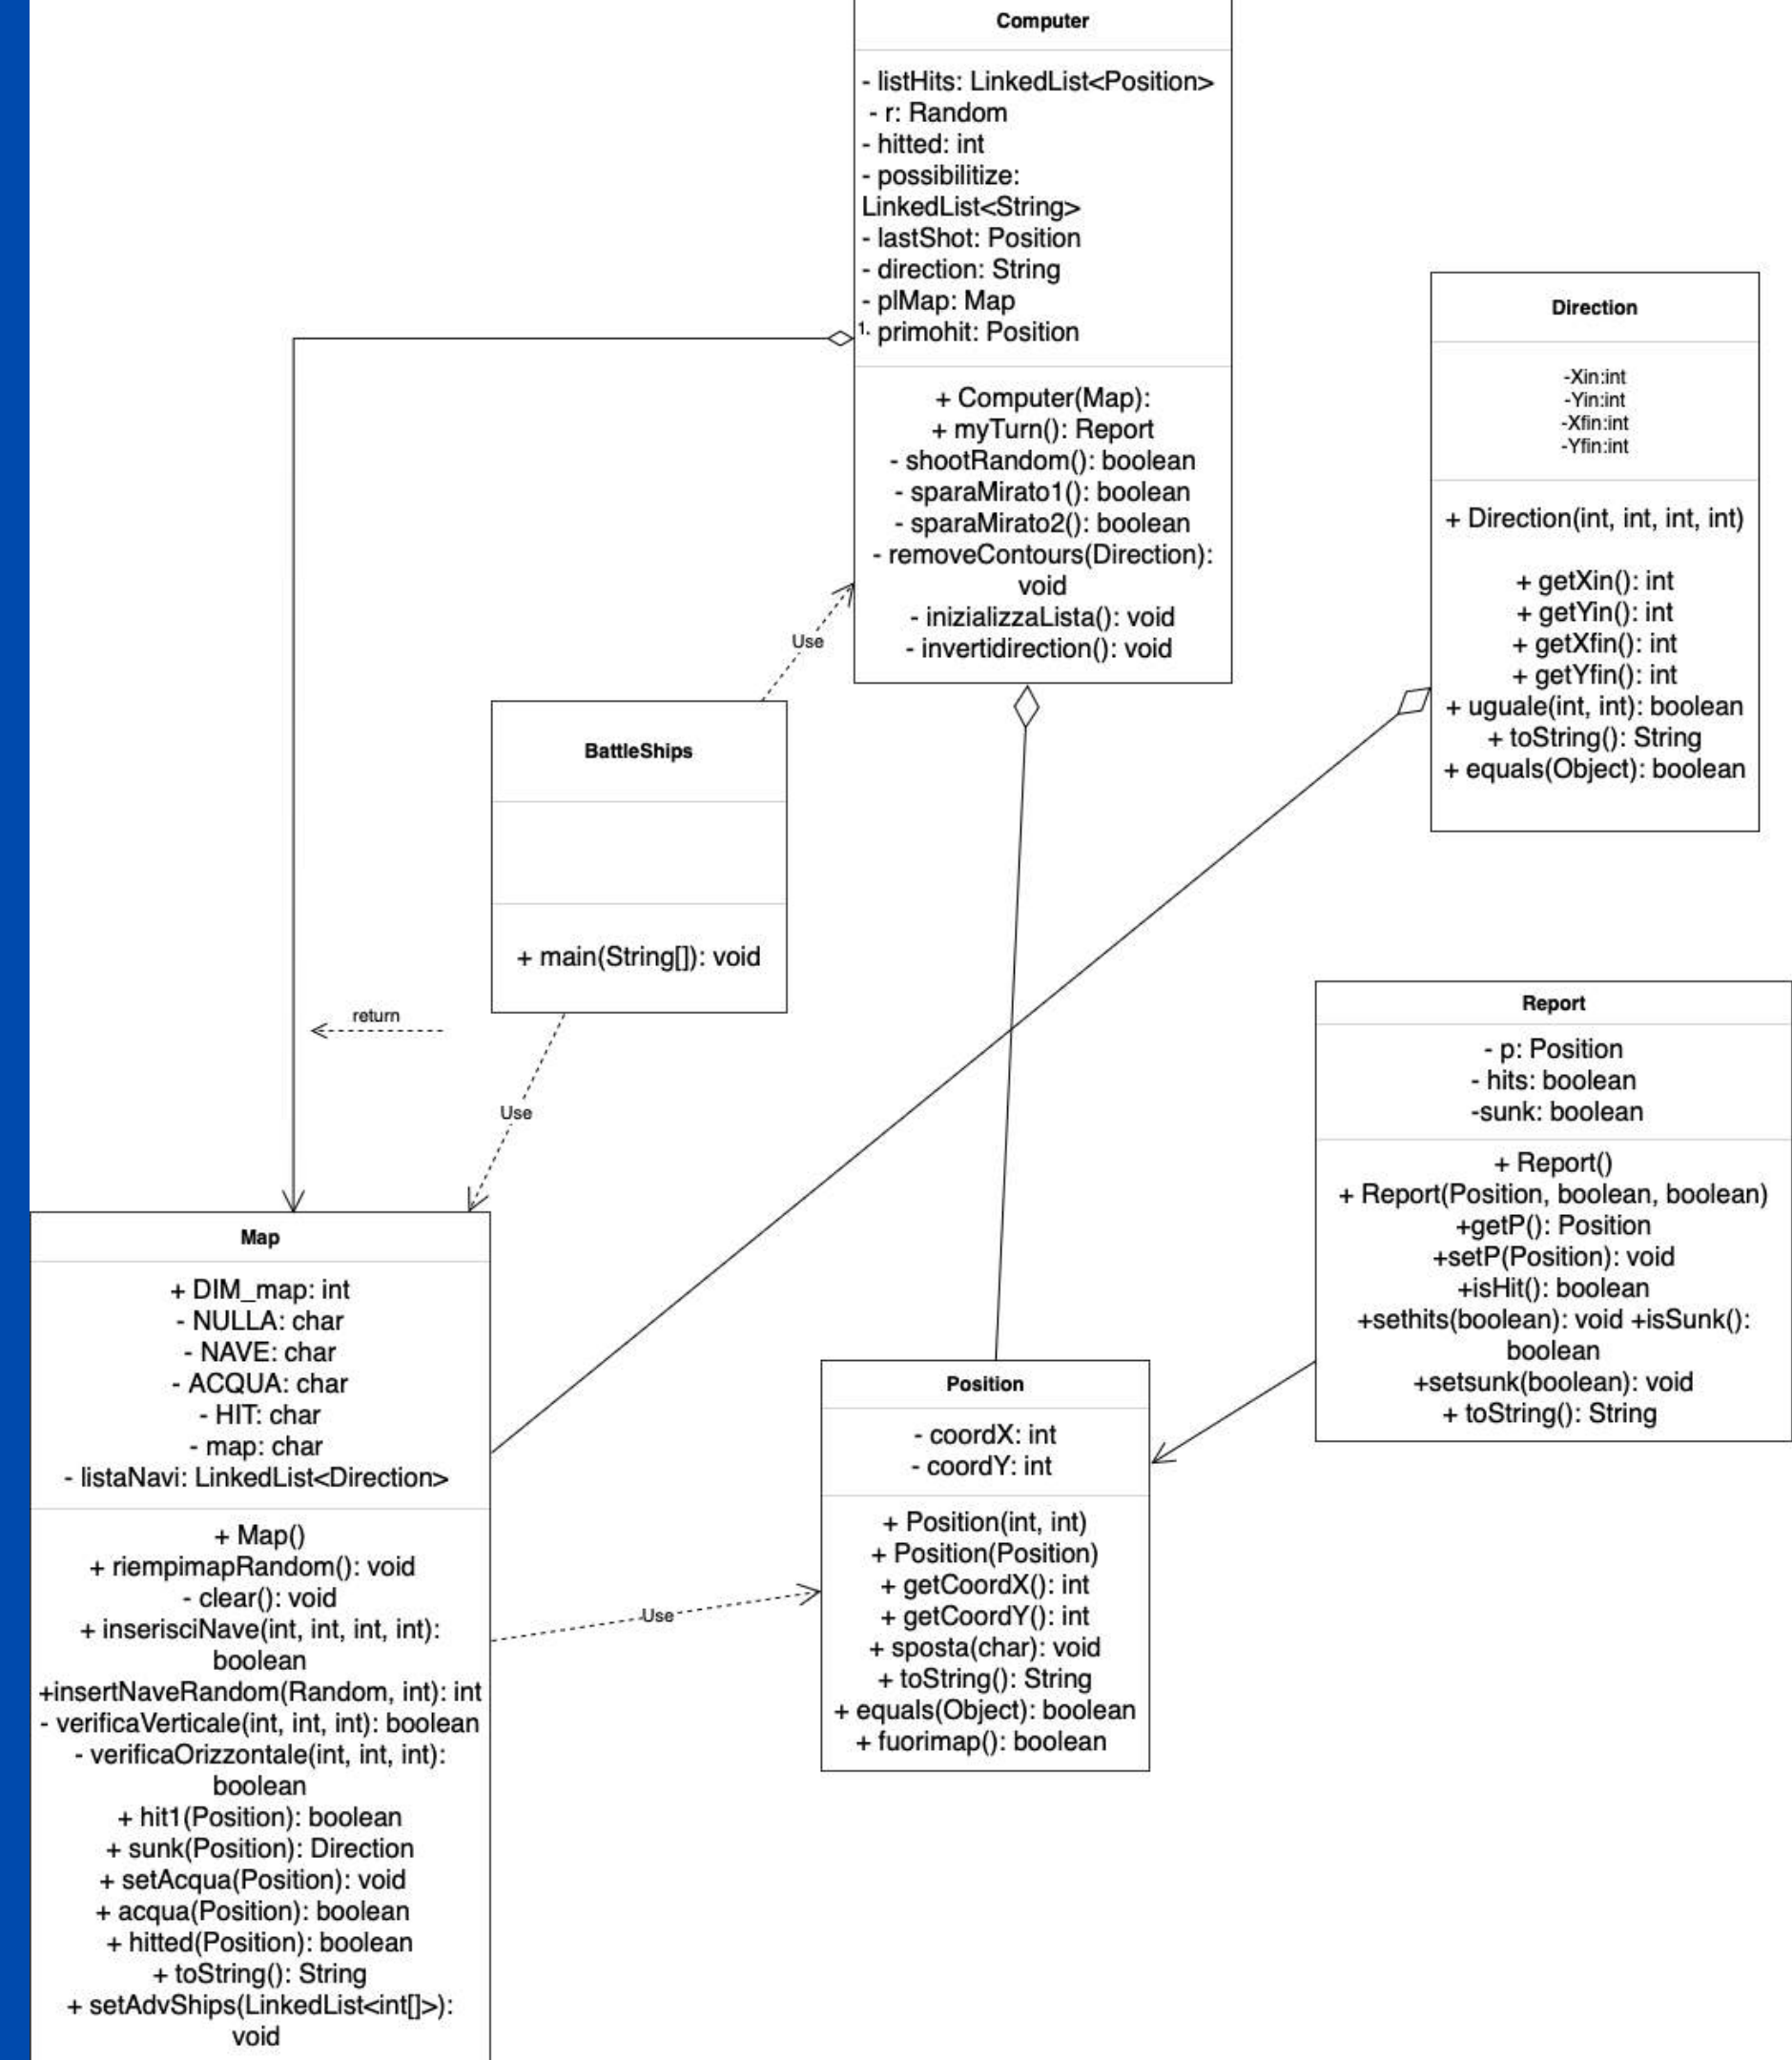 Computer
- listHits: LinkedList<Position>
- r: Random
- hitted: int
- possibilitize:
LinkedList<String>
- lastShot: Position
- direction: String
- plMap: Map
1. primohit: Position
+ Computer(Map):
+ myTurn(): Report
- shootRandom(): boolean
- sparaMirato1(): boolean
- sparaMirato2(): boolean
- removeContours(Direction):
void
- inizializzaLista(): void
- invertidirection(): void
Direction
-Xin:int
-Yin:int
-Xfin:int
-Yfin:int
+ Direction(int, int, int, int)
+ getXin(): int
+ getYin(): int
+ getXfin(): int
+ getYfin(): int
+ uguale(int, int): boolean
+ toString(): String
+ equals(Object): boolean
Use
BattleShips
+ main(String[]): void
return
Use
Report
- p: Position
- hits: boolean
-sunk: boolean
+ Report()
+ Report(Position, boolean, boolean)
+getP(): Position
+setP(Position): void
+isHit(): boolean
+sethits(boolean): void +isSunk():
boolean
+setsunk(boolean): void
+ toString(): String
Map
+ DIM_map: int
- NULLA: char
- NAVE: char
- ACQUA: char
- HIT: char
- map: char
- listaNavi: LinkedList<Direction>
+ Map()
+ riempimapRandom(): void
- clear(): void
+ inserisciNave(int, int, int, int):
boolean
+insertNaveRandom(Random, int): int
- verificaVerticale(int, int, int): boolean
- verificaOrizzontale(int, int, int):
boolean
+ hit1(Position): boolean
+ sunk(Position): Direction
+ setAcqua(Position): void
+ acqua(Position): boolean
+ hitted(Position): boolean
+ toString(): String
+ setAdvShips(LinkedList<int[]>):
void
Use
Position
- coordX: int
- coordY: int
+ Position(int, int)
+ Position(Position)
+ getCoordX(): int
+ getCoordY(): int
+ sposta(char): void
+ toString(): String
+ equals(Object): boolean
+ fuorimap(): boolean